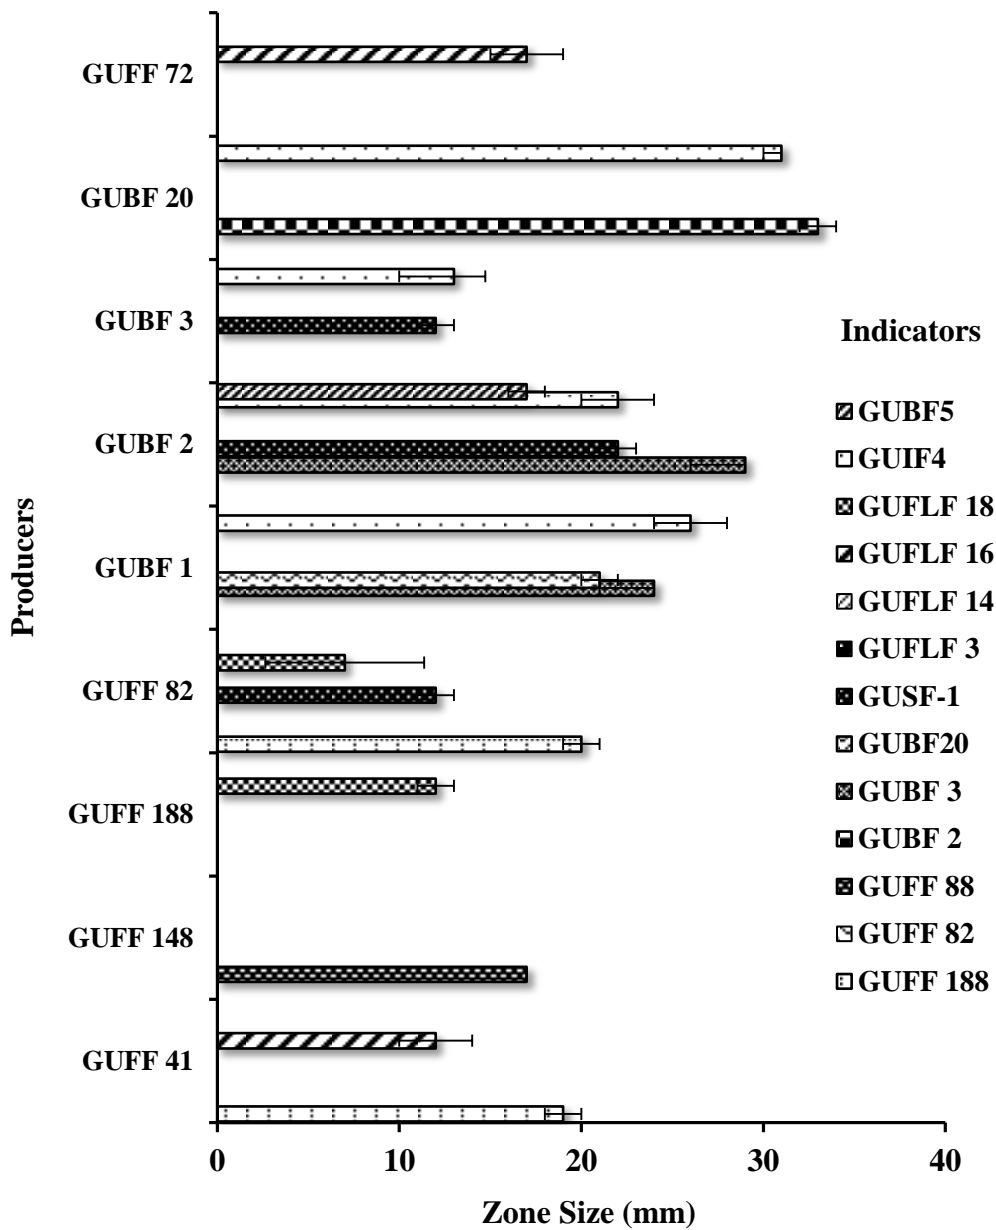 GUFF 72
GUBF 20
GUBF 3
GUBF 2
GUBF 1
GUFF 82
GUFF 188
GUFF 148
GUFF 41
Producers
0 10 20 30 40
Zone Size (mm)
Indicators
GUBF5
GUIF4
GUFLF 18
GUFLF 16
GUFLF 14
GUFLF 3
GUSF-1
GUBF20
GUBF 3
GUBF 2
GUFF 88
GUFF 82
GUFF 188